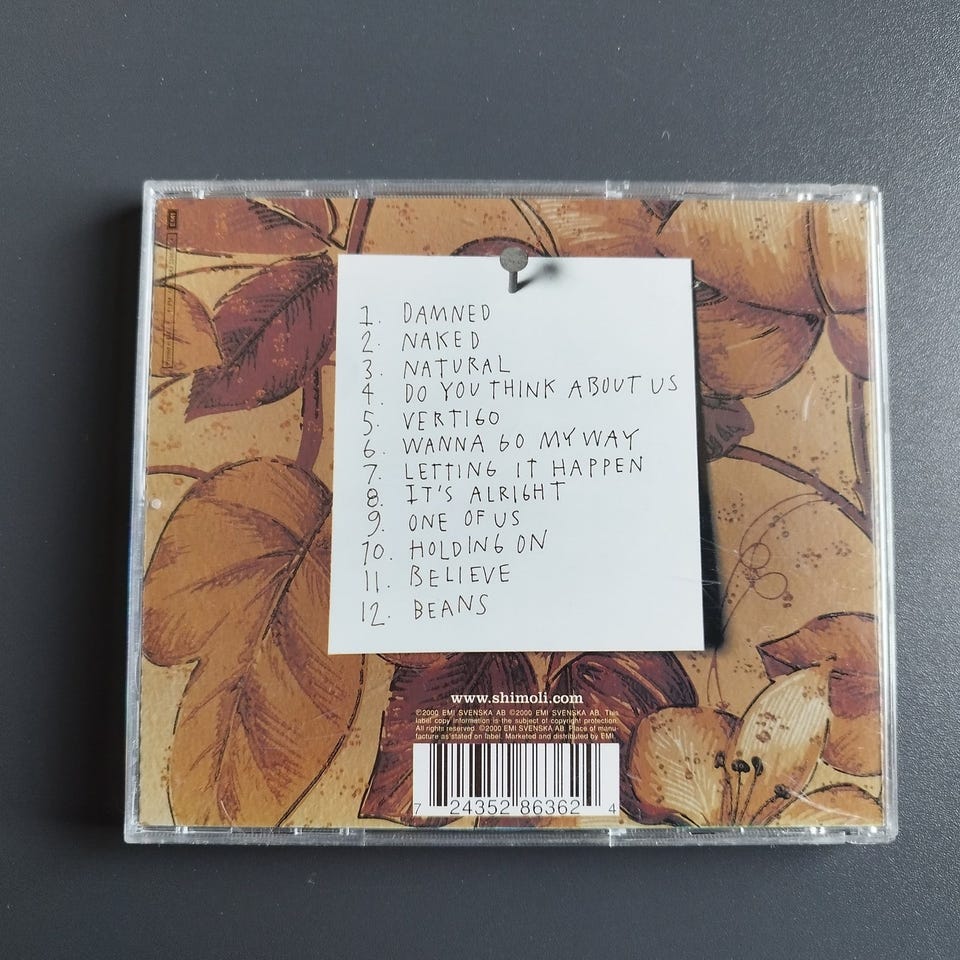 EMI
1. DAMNED
2. NAKED
3. NATURAL
4. DO YOU THINK ABOUT US
5. VERTIGO
6. WANNA GO MY WAY
7. LETTING IT HAPPEN
8. IT'S ALRIGHT
9. ONE OF US
10. HOLDING ON
11. BELIEVE
12. BEANS
www.shimoli.com
℗2000 EMI SVENSKA AB ©2000 EMI SVENSKA AB. This
label copy information is the subject of copyright protection.
All rights reserved. ©2000 EMI SVENSKA AB. Place of manu-
facture as stated on label. Marketed and distributed by EMI.
7 24352 86362 4